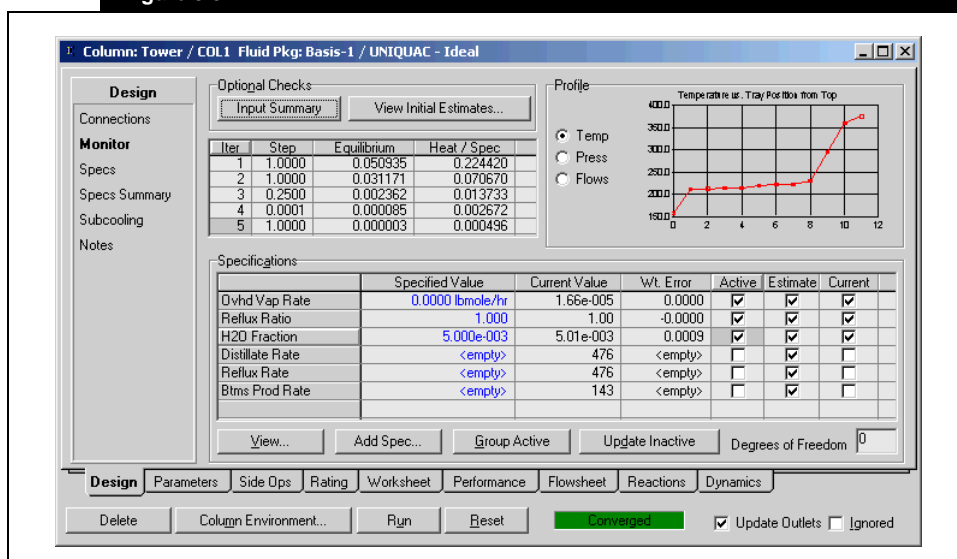 Column: Tower / COL1 Fluid Pkg: Basis-1 / UNIQUAC - Ideal
Design
Connections
Monitor
Specs
Specs Summary
Subcooling
Notes
Optional Checks
Input Summary View Initial Estimates...
Iter Step Equilibrium Heat / Spec
1 1.0000 0.050935 0.224420
2 1.0000 0.031171 0.070670
3 0.2500 0.002362 0.013733
4 0.0001 0.000085 0.002672
5 1.0000 0.000003 0.000496
Profile
Temp
Press
Flows
Temperature vs. Tray Position from Top
400.0
350.0
300.0
250.0
200.0
150.0
0 2 4 6 8 10 12
Specifications
Specified Value Current Value Wt. Error Active Estimate Current
Ovhd Vap Rate 0.0000 lbmole/hr 1.66e-005 0.0000
Reflux Ratio 1.000 1.00 -0.0000
H2O Fraction 5.000e-003 5.01e-003 0.0009
Distillate Rate <empty> 476 <empty>
Reflux Rate <empty> 476 <empty>
Btms Prod Rate <empty> 143 <empty>
View... Add Spec... Group Active Update Inactive Degrees of Freedom 0
Design Parameters Side Ops Rating Worksheet Performance Flowsheet Reactions Dynamics
Delete Column Environment... Run Reset Converged Update Outlets Ignored